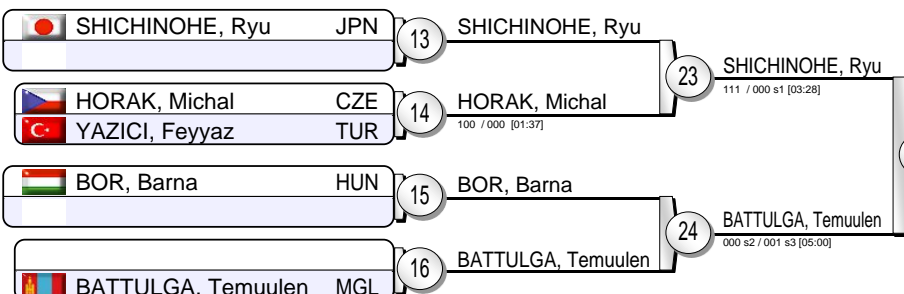 SHICHINOHE, Ryu JPN
13
SHICHINOHE, Ryu
23
SHICHINOHE, Ryu
111 / 000 s1 [03:28]
HORAK, Michal CZE
YAZICI, Feyyaz TUR
14
HORAK, Michal
100 / 000 [01:37]
BOR, Barna HUN
15
BOR, Barna
24
BATTULGA, Temuulen
000 s2 / 001 s3 [05:00]
BATTULGA, Temuulen MGL
16
BATTULGA, Temuulen